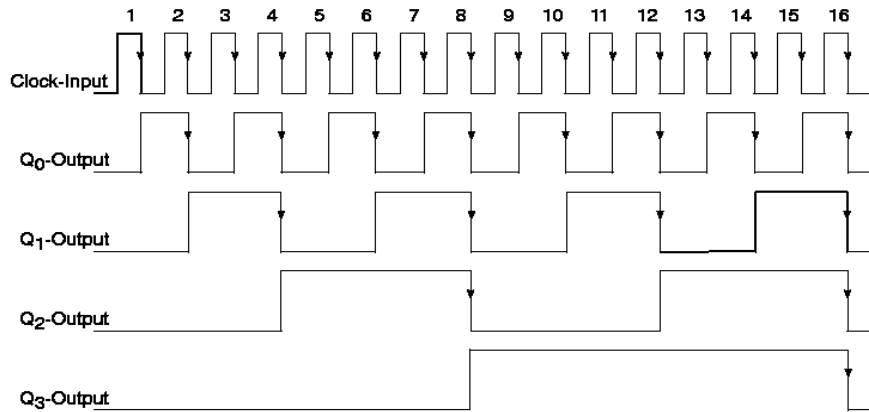 1 2 3 4 5 6 7 8 9 10 11 12 13 14 15 16
Clock-Input
Q0-Output
Q1-Output
Q2-Output
Q3-Output